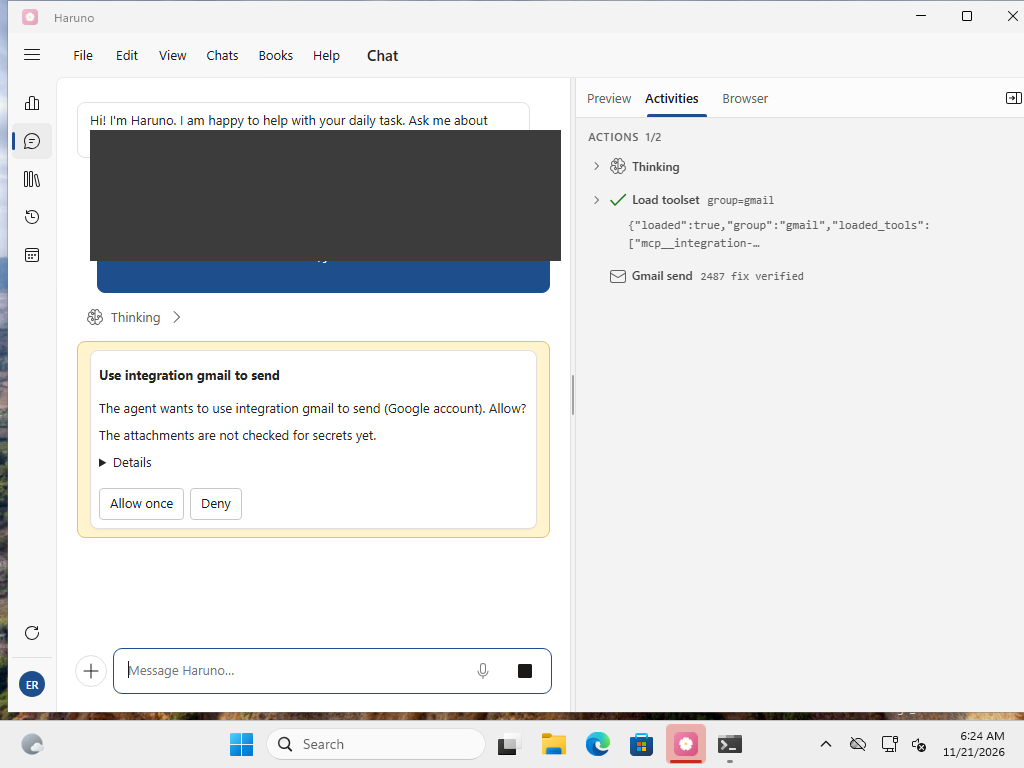 Haruno
File Edit View Chats Books Help Chat
Hi! I'm Haruno. I am happy to help with your daily task. Ask me about
Thinking
Use integration gmail to send
The agent wants to use integration gmail to send (Google account). Allow?
The attachments are not checked for secrets yet.
Details
Allow once Deny
Message Haruno...
ER
Preview Activities Browser
ACTIONS 1/2
Thinking
Load toolset group=gmail
{"loaded":true,"group":"gmail","loaded_tools":
["mcp__integration-…
Gmail send 2487 fix verified
Search
6:24 AM
11/21/2026